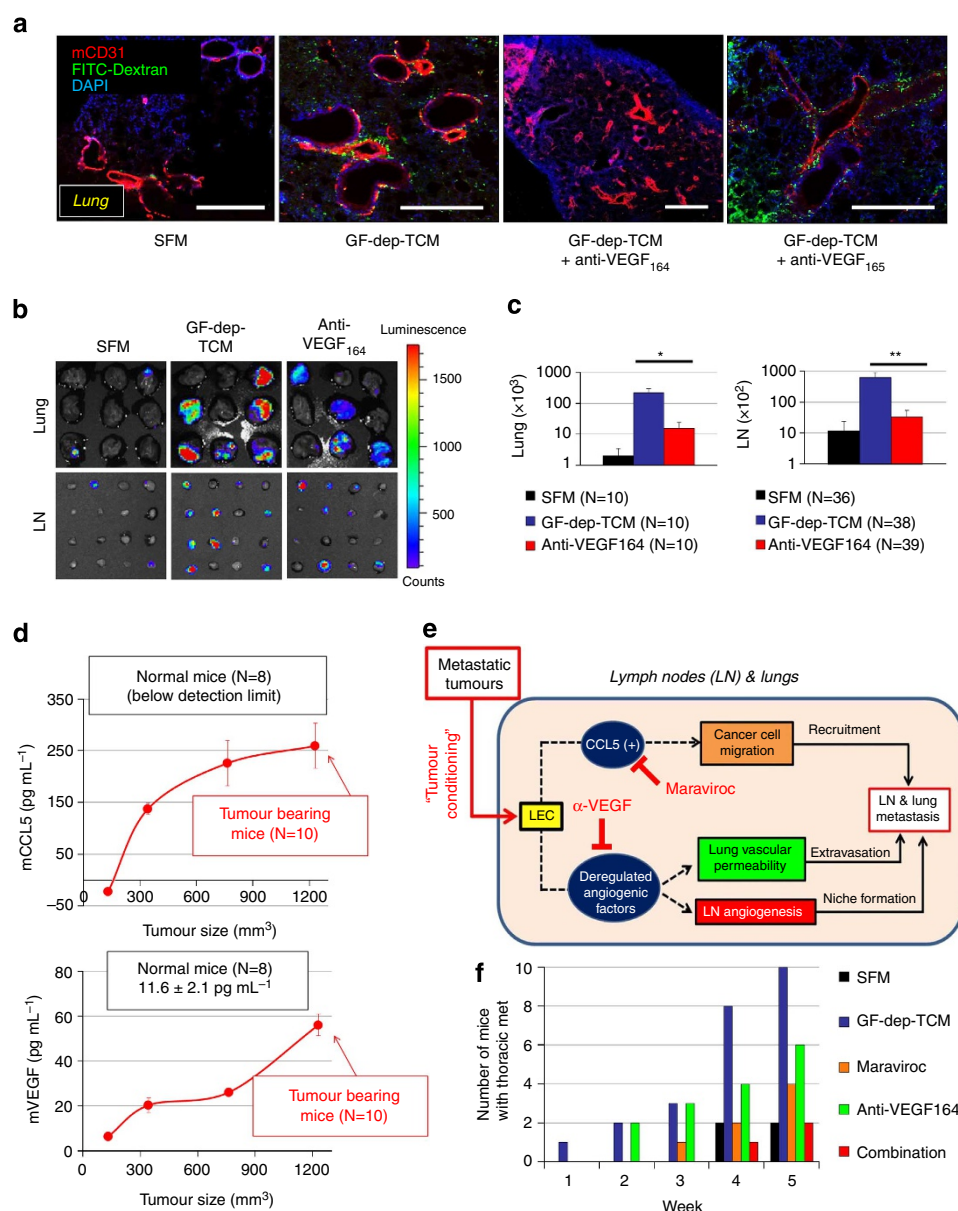 a
mCD31
FITC-Dextran
DAPI
Lung
SFM
GF-dep-TCM
GF-dep-TCM
+ anti-VEGF164
GF-dep-TCM
+ anti-VEGF165
b
SFM
GF-dep-
TCM
Anti-
VEGF164
Luminescence
1500
1000
500
Counts
Lung
LN
c
*
Lung (×10³)
1000
100
10
1
SFM (N=10)
GF-dep-TCM (N=10)
Anti-VEGF164 (N=10)
**
LN (×10²)
1000
100
10
1
SFM (N=36)
GF-dep-TCM (N=38)
Anti-VEGF164 (N=39)
d
Normal mice (N=8)
(below detection limit)
mCCL5 (pg mL⁻¹)
350
250
150
50
–50
Tumour bearing
mice (N=10)
0 300 600 900 1200
Tumour size (mm³)
Normal mice (N=8)
11.6 ± 2.1 pg mL⁻¹
mVEGF (pg mL⁻¹)
80
60
40
20
0
Tumour bearing
mice (N=10)
0 300 600 900 1200
Tumour size (mm³)
e
Metastatic
tumours
Lymph nodes (LN) & lungs
"Tumour
conditioning"
LEC
CCL5 (+)
Cancer cell
migration
Recruitment
Maraviroc
α-VEGF
LN & lung
metastasis
Deregulated
angiogenic
factors
Lung vascular
permeability
Extravasation
LN angiogenesis
Niche formation
f
Number of mice
with thoracic met
10
8
6
4
2
0
1 2 3 4 5
Week
SFM
GF-dep-TCM
Maraviroc
Anti-VEGF164
Combination